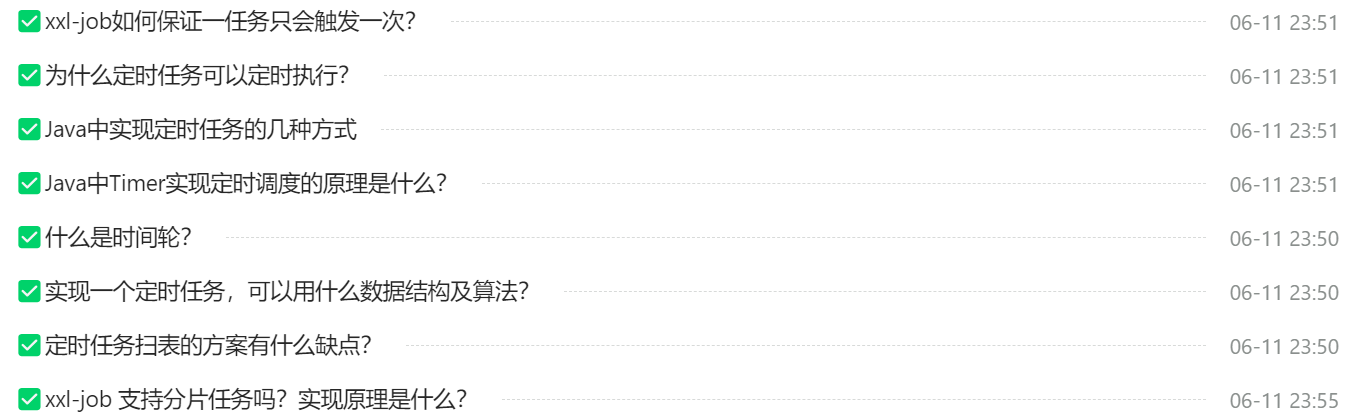 xxl-job如何保证一任务只会触发一次？ 06-11 23:51
为什么定时任务可以定时执行？ 06-11 23:51
Java中实现定时任务的几种方式 06-11 23:51
Java中Timer实现定时调度的原理是什么？ 06-11 23:51
什么是时间轮？ 06-11 23:50
实现一个定时任务，可以用什么数据结构及算法？ 06-11 23:50
定时任务扫表的方案有什么缺点？ 06-11 23:50
xxl-job 支持分片任务吗？实现原理是什么？ 06-11 23:55